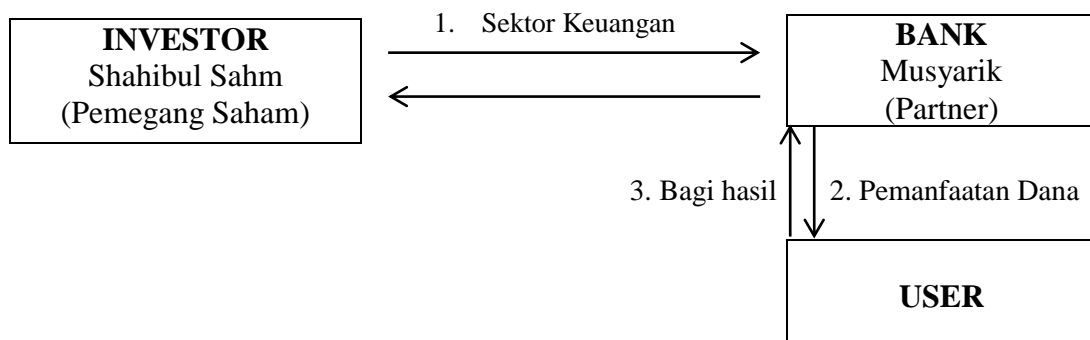 INVESTOR
Shahibul Sahm
(Pemegang Saham)
1. Sektor Keuangan
BANK
Musyarik
(Partner)
3. Bagi hasil
2. Pemanfaatan Dana
USER